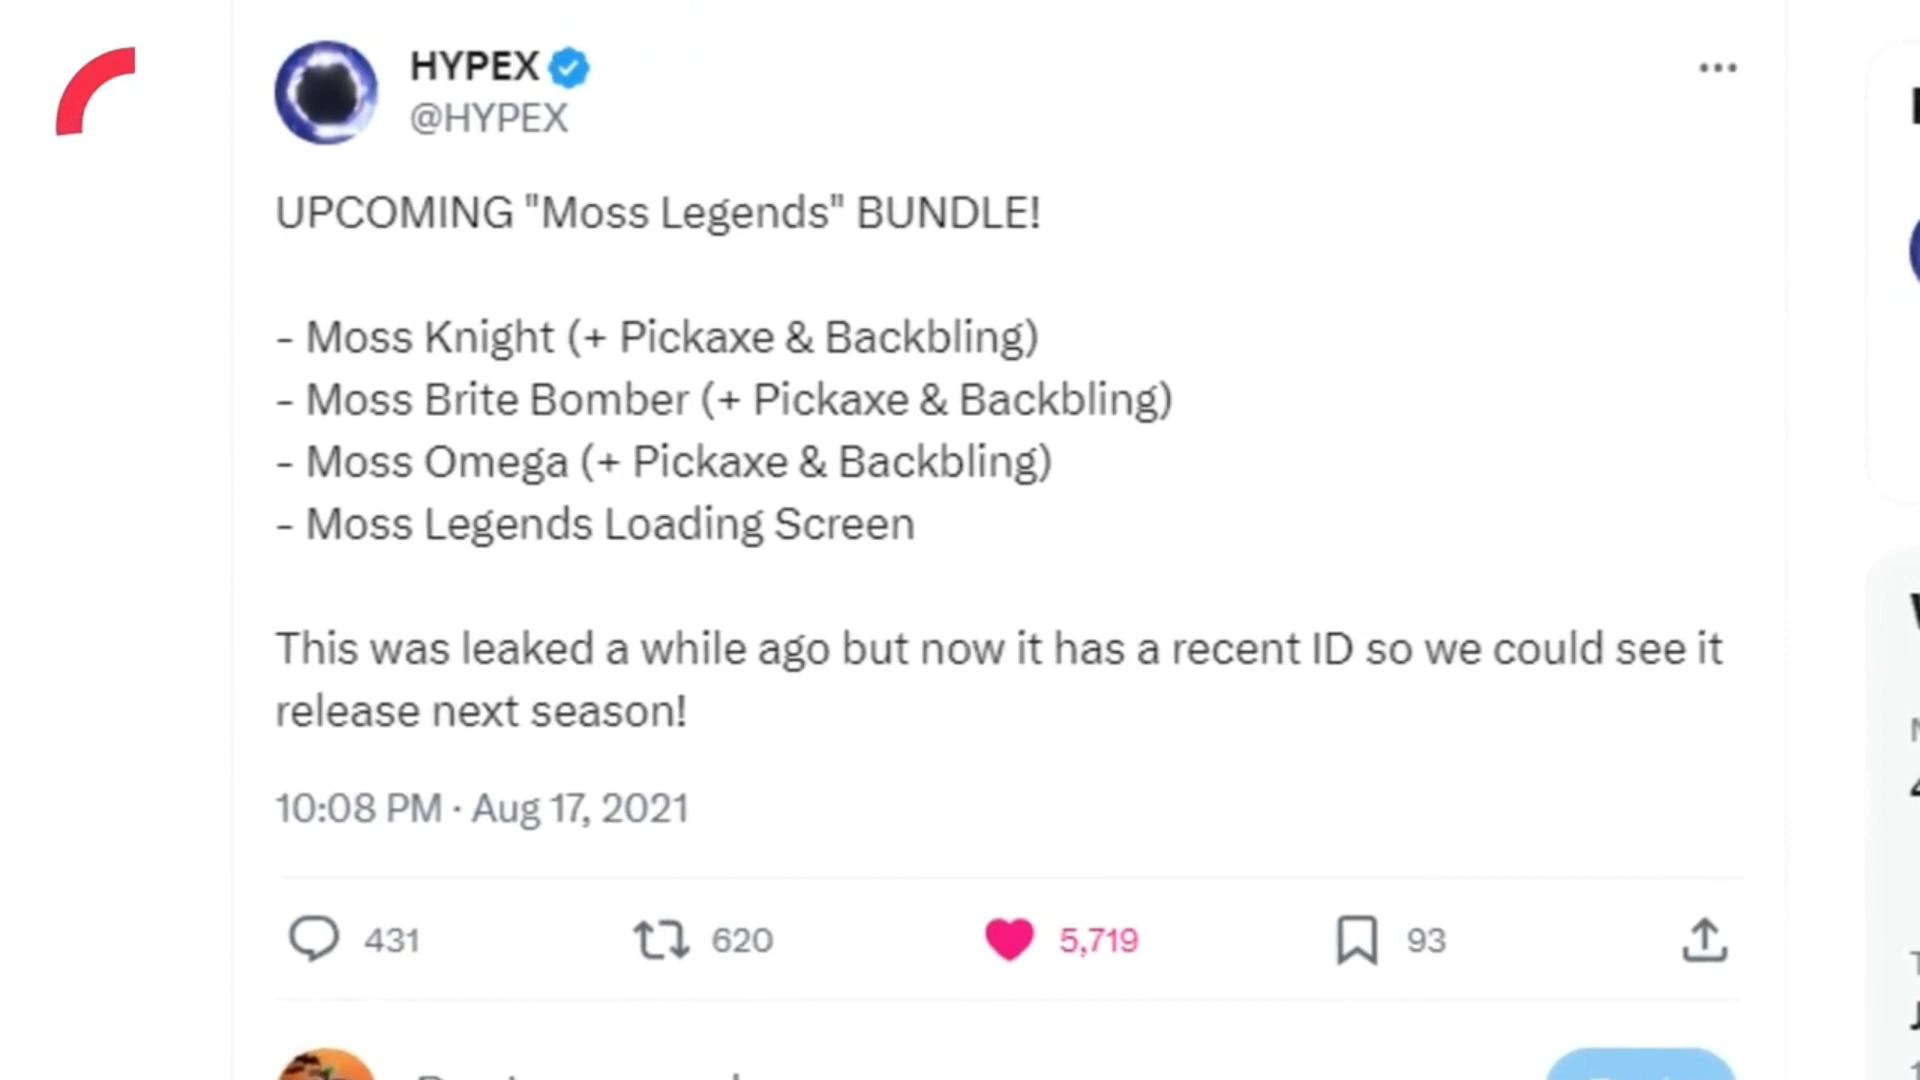 HYPEX
@HYPEX
UPCOMING "Moss Legends" BUNDLE!
- Moss Knight (+ Pickaxe & Backbling)
- Moss Brite Bomber (+ Pickaxe & Backbling)
- Moss Omega (+ Pickaxe & Backbling)
- Moss Legends Loading Screen
This was leaked a while ago but now it has a recent ID so we could see it
release next season!
10:08 PM · Aug 17, 2021
431 620 5,719 93